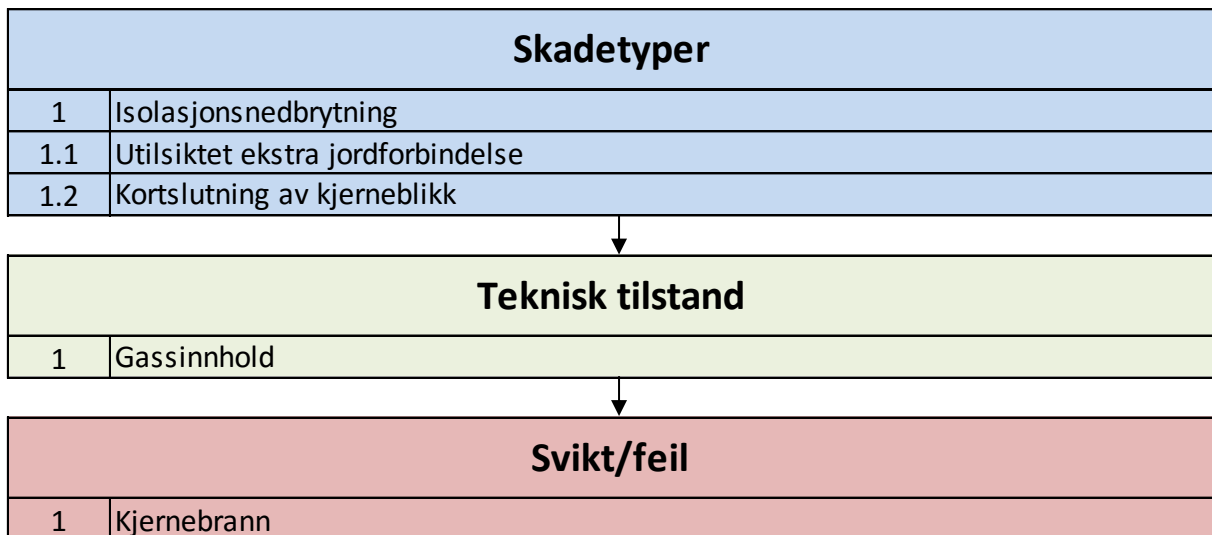 Skadetyper
1 Isolasjonsnedbrytning
1.1 Utilsiktet ekstra jordforbindelse
1.2 Kortslutning av kjerneblikk
Teknisk tilstand
1 Gassinnhold
Svikt/feil
1 Kjernebrann